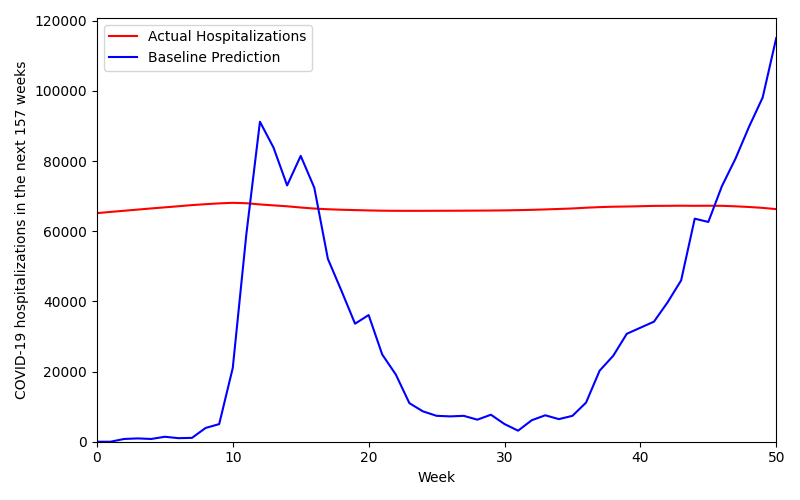 120000
100000
80000
60000
40000
20000
0
COVID-19 hospitalizations in the next 157 weeks
Actual Hospitalizations
Baseline Prediction
0 10 20 30 40 50
Week